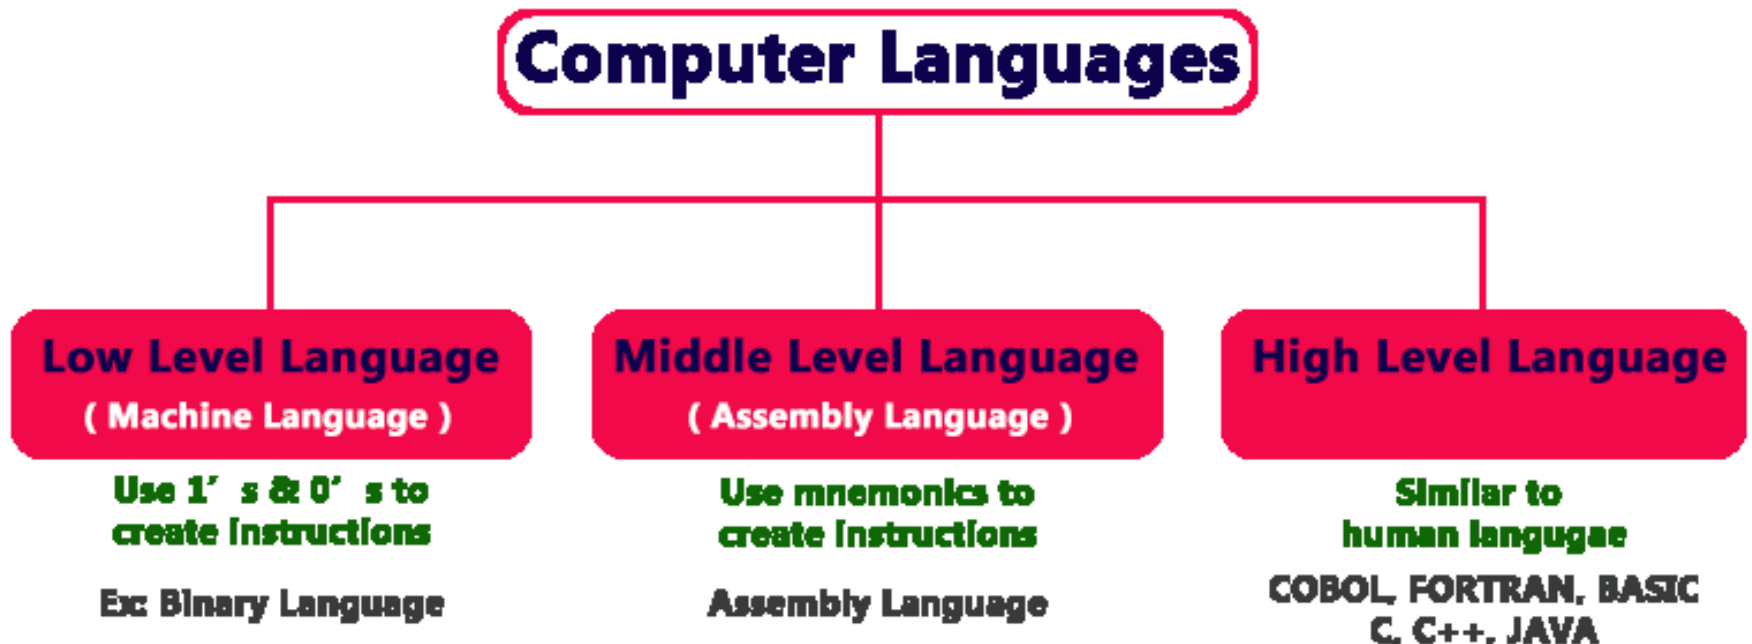 Computer Languages
Low Level Language
( Machine Language )
Use 1′ s & 0′ s to
create instructions
Ex: Binary Language
Middle Level Language
( Assembly Language )
Use mnemonics to
create instructions
Assembly Language
High Level Language
Similar to
human langugae
COBOL, FORTRAN, BASIC
C, C++, JAVA